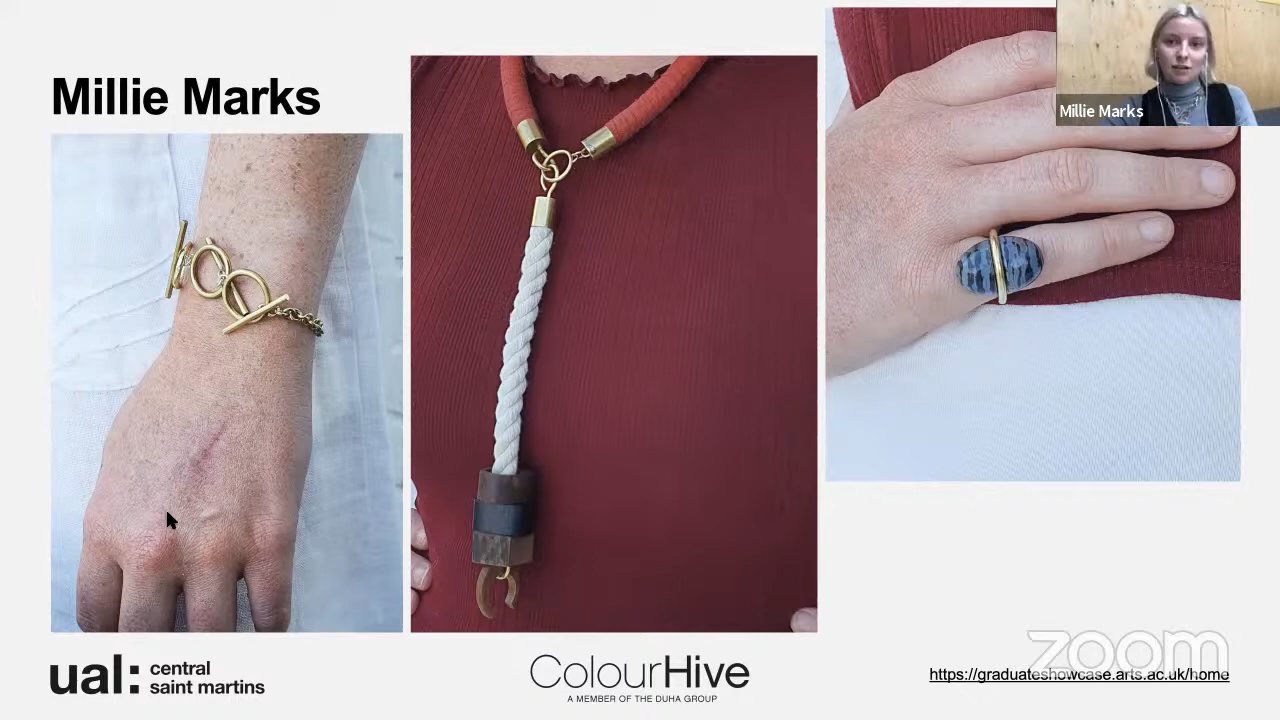 Millie Marks
Millie Marks
ual: central
saint martins
ColourHive
A MEMBER OF THE DUHA GROUP
zoom
https://graduateshowcase.arts.ac.uk/home